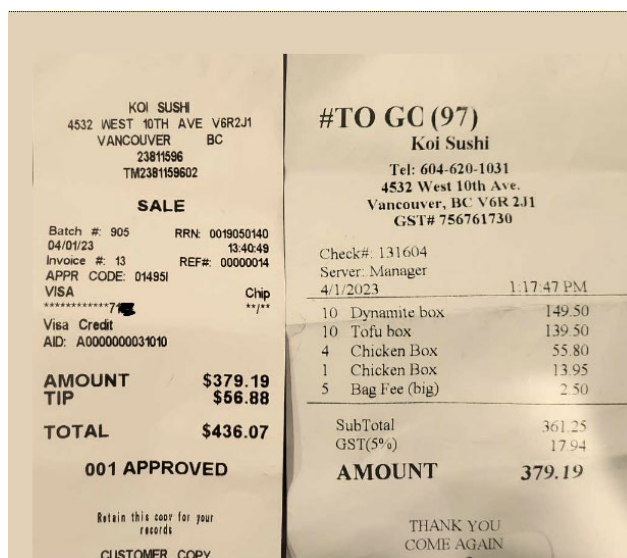 KOI SUSHI
4532 WEST 10TH AVE V6R2J1
VANCOUVER BC
23811596
TM2381159602
SALE
Batch #: 905 RRN: 0019050140
04/01/23 13:40:49
Invoice #: 13 REF#: 00000014
APPR CODE: 01495I
VISA Chip
************71 **/**
Visa Credit
AID: A0000000031010
AMOUNT $379.19
TIP $56.88
TOTAL $436.07
001 APPROVED
Retain this copy for your
records
CUSTOMER COPY
#TO GO (97)
Koi Sushi
Tel: 604-620-1031
4532 West 10th Ave.
Vancouver, BC V6R 2J1
GST# 756761730
Check#: 131604
Server: Manager
4/1/2023 1:17:47 PM
10 Dynamite box 149.50
10 Tofu box 139.50
4 Chicken Box 55.80
1 Chicken Box 13.95
5 Bag Fee (big) 2.50
SubTotal 361.25
GST(5%) 17.94
AMOUNT 379.19
THANK YOU
COME AGAIN